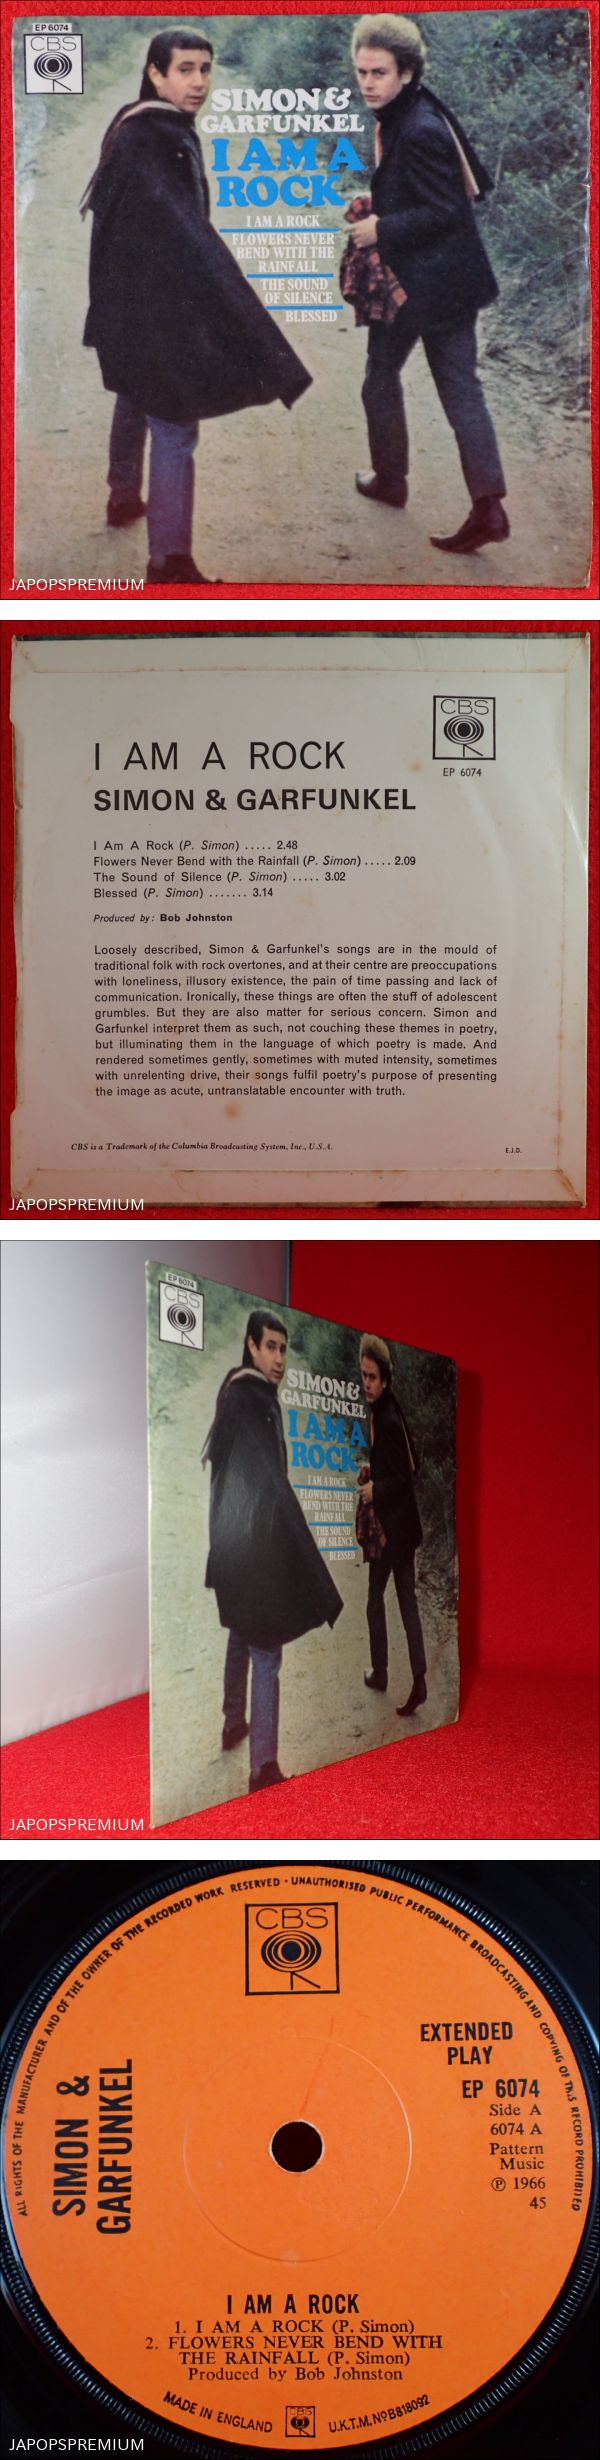 EP 6074
CBS
SIMON &
GARFUNKEL
I AM A
ROCK
I AM A ROCK
FLOWERS NEVER
BEND WITH THE
RAINFALL
THE SOUND
OF SILENCE
BLESSED
JAPOPSPREMIUM
CBS
EP 6074
I AM A ROCK
SIMON & GARFUNKEL
I Am A Rock (P. Simon) ..... 2.48
Flowers Never Bend with the Rainfall (P. Simon) ..... 2.09
The Sound of Silence (P. Simon) ..... 3.02
Blessed (P. Simon) ....... 3.14
Produced by: Bob Johnston
Loosely described, Simon & Garfunkel's songs are in the mould of
traditional folk with rock overtones, and at their centre are preoccupations
with loneliness, illusory existence, the pain of time passing and lack of
communication. Ironically, these things are often the stuff of adolescent
grumbles. But they are also matter for serious concern. Simon and
Garfunkel interpret them as such, not couching these themes in poetry,
but illuminating them in the language of which poetry is made. And
rendered sometimes gently, sometimes with muted intensity, sometimes
with unrelenting drive, their songs fulfil poetry's purpose of presenting
the image as acute, untranslatable encounter with truth.
CBS is a Trademark of the Columbia Broadcasting System, Inc., U.S.A.
E.J.D.
JAPOPSPREMIUM
EP 6074
CBS
SIMON &
GARFUNKEL
I AM A
ROCK
I AM A ROCK
FLOWERS NEVER
BEND WITH THE
RAINFALL
THE SOUND
OF SILENCE
BLESSED
JAPOPSPREMIUM
ALL RIGHTS OF THE MANUFACTURER AND OF THE OWNER OF THE RECORDED WORK RESERVED · UNAUTHORISED PUBLIC PERFORMANCE BROADCASTING AND COPYING OF THIS RECORD PROHIBITED
CBS
EXTENDED
PLAY
EP 6074
Side A
6074 A
Pattern
Music
℗ 1966
45
SIMON &
GARFUNKEL
I AM A ROCK
1. I AM A ROCK (P. Simon)
2. FLOWERS NEVER BEND WITH
THE RAINFALL (P. Simon)
Produced by Bob Johnston
MADE IN ENGLAND
CBS
U.K.T.M. No B818092
JAPOPSPREMIUM